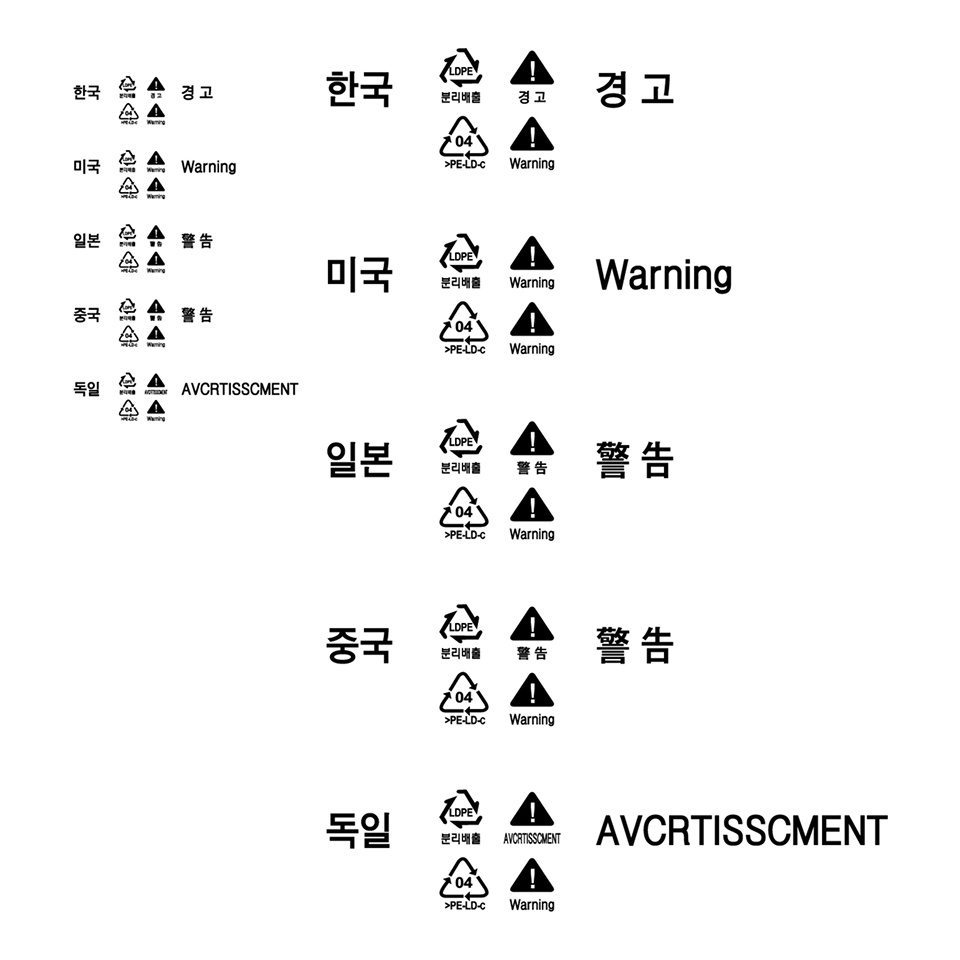 한국 LDPE 분리배출 경고 경고
04 >PE-LD-c Warning
미국 LDPE 분리배출 Warning Warning
04 >PE-LD-c Warning
일본 LDPE 분리배출 警告 警告
04 >PE-LD-c Warning
중국 LDPE 분리배출 警告 警告
04 >PE-LD-c Warning
독일 LDPE 분리배출 AVCRTISSCMENT AVCRTISSCMENT
04 >PE-LD-c Warning
한국 LDPE 분리배출 경고 경 고
04 >PE-LD-c Warning
미국 LDPE 분리배출 Warning Warning
04 >PE-LD-c Warning
일본 LDPE 분리배출 警告 警 告
04 >PE-LD-c Warning
중국 LDPE 분리배출 警告 警 告
04 >PE-LD-c Warning
독일 LDPE 분리배출 AVCRTISSCMENT AVCRTISSCMENT
04 >PE-LD-c Warning